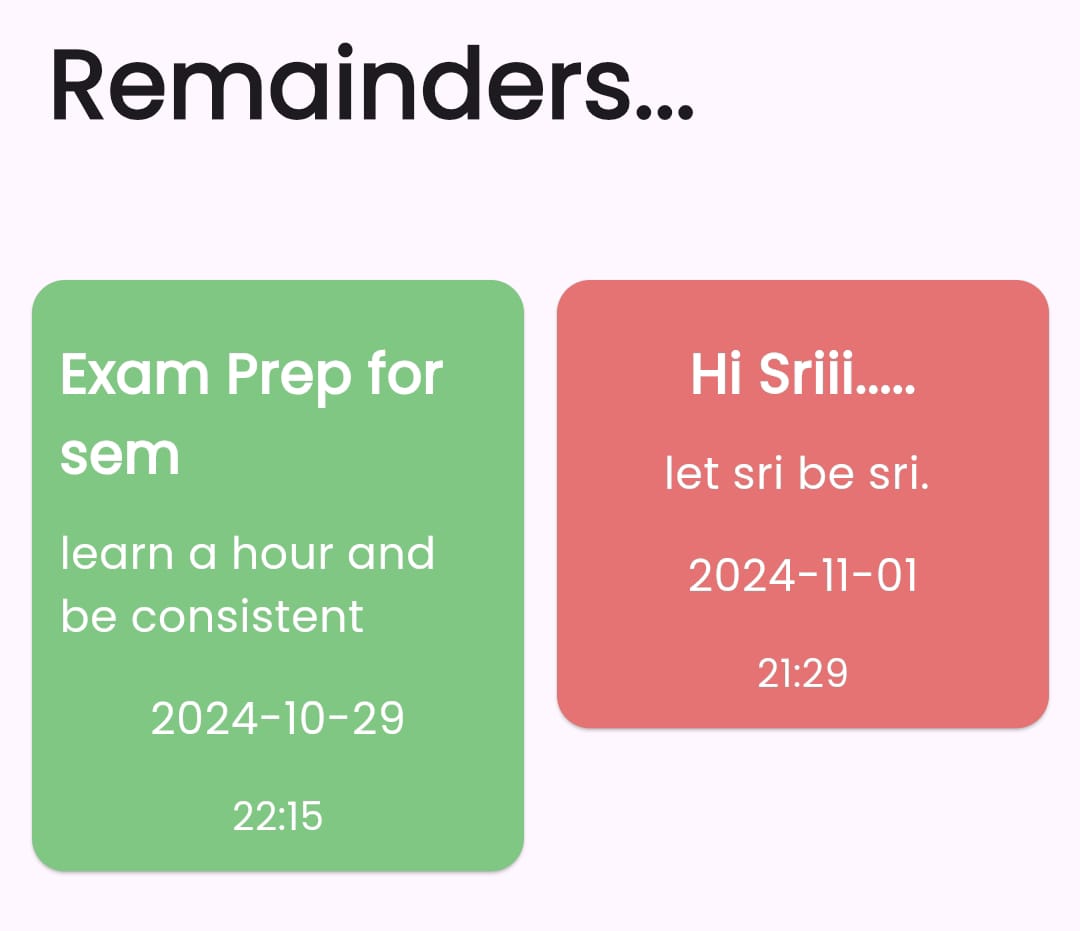 Remainders...
Exam Prep for
sem
learn a hour and
be consistent
2024-10-29
22:15
Hi Sriii.....
let sri be sri.
2024-11-01
21:29